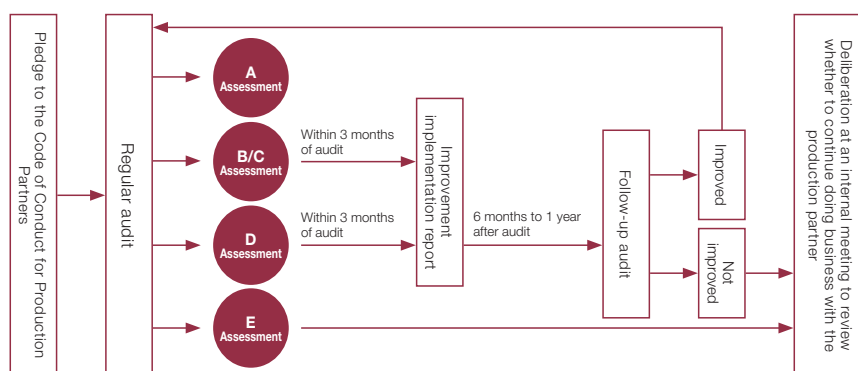 Pledge to the Code of Conduct for Production
Partners
Regular audit
A
Assessment
B/C
Assessment
D
Assessment
E
Assessment
Within 3 months
of audit
Within 3 months
of audit
Improvement
implementation report
6 months to 1 year
after audit
Follow-up audit
Improved
Not
improved
Deliberation at an internal meeting to review
whether to continue doing business with the
production partner